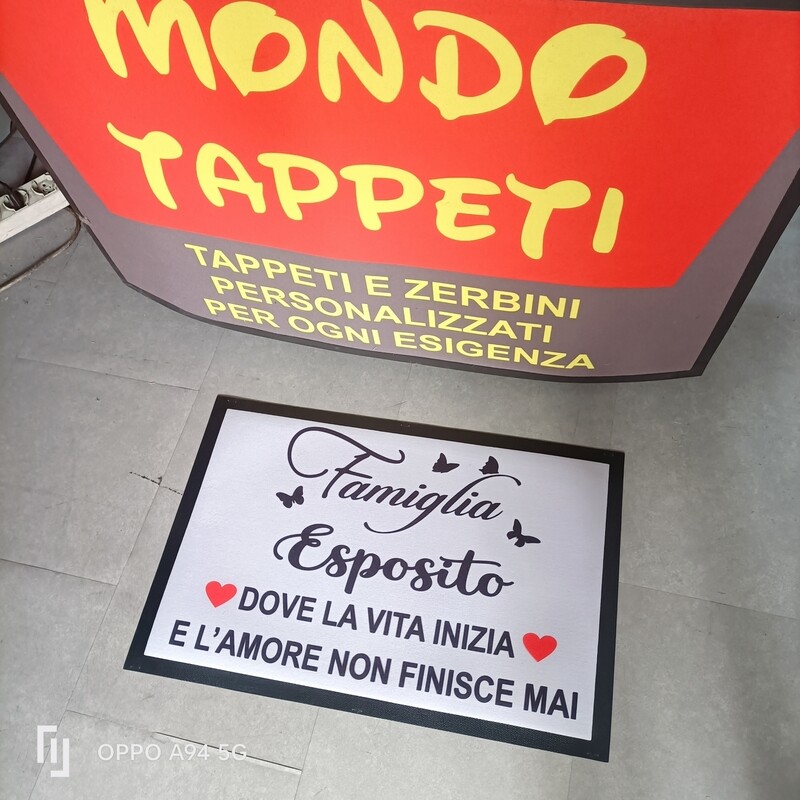 MONDO
TAPPETI
TAPPETI E ZERBINI
PERSONALIZZATI
PER OGNI ESIGENZA
Famiglia
Esposito
DOVE LA VITA INIZIA
E L'AMORE NON FINISCE MAI
OPPO A94 5G